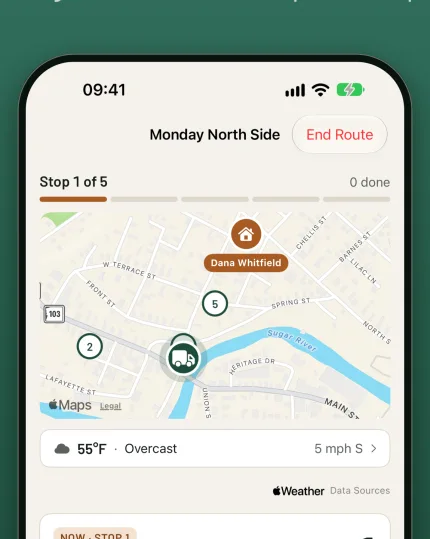 09:41
Monday North Side
End Route
Stop 1 of 5
0 done
Dana Whitfield
CHELLIS ST
BARNES ST
LILAC LN
W TERRACE ST
FRONT ST
5
SPRING ST
103
NORTH S
2
Sugar River
HERITAGE DR
LAFAYETTE ST
UNION S
MAIN ST
Maps
Legal
55°F · Overcast
5 mph S
Weather Data Sources
NOW · STOP 1